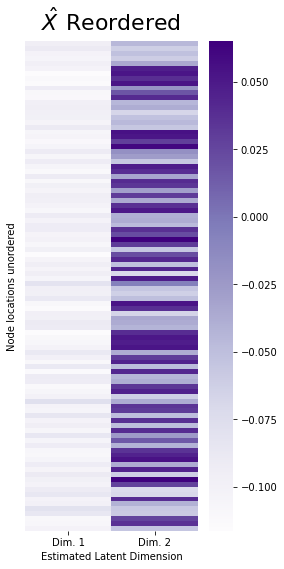 X̂ Reordered
0.050
0.025
0.000
−0.025
−0.050
−0.075
−0.100
Node locations unordered
Dim. 1 Dim. 2
Estimated Latent Dimension